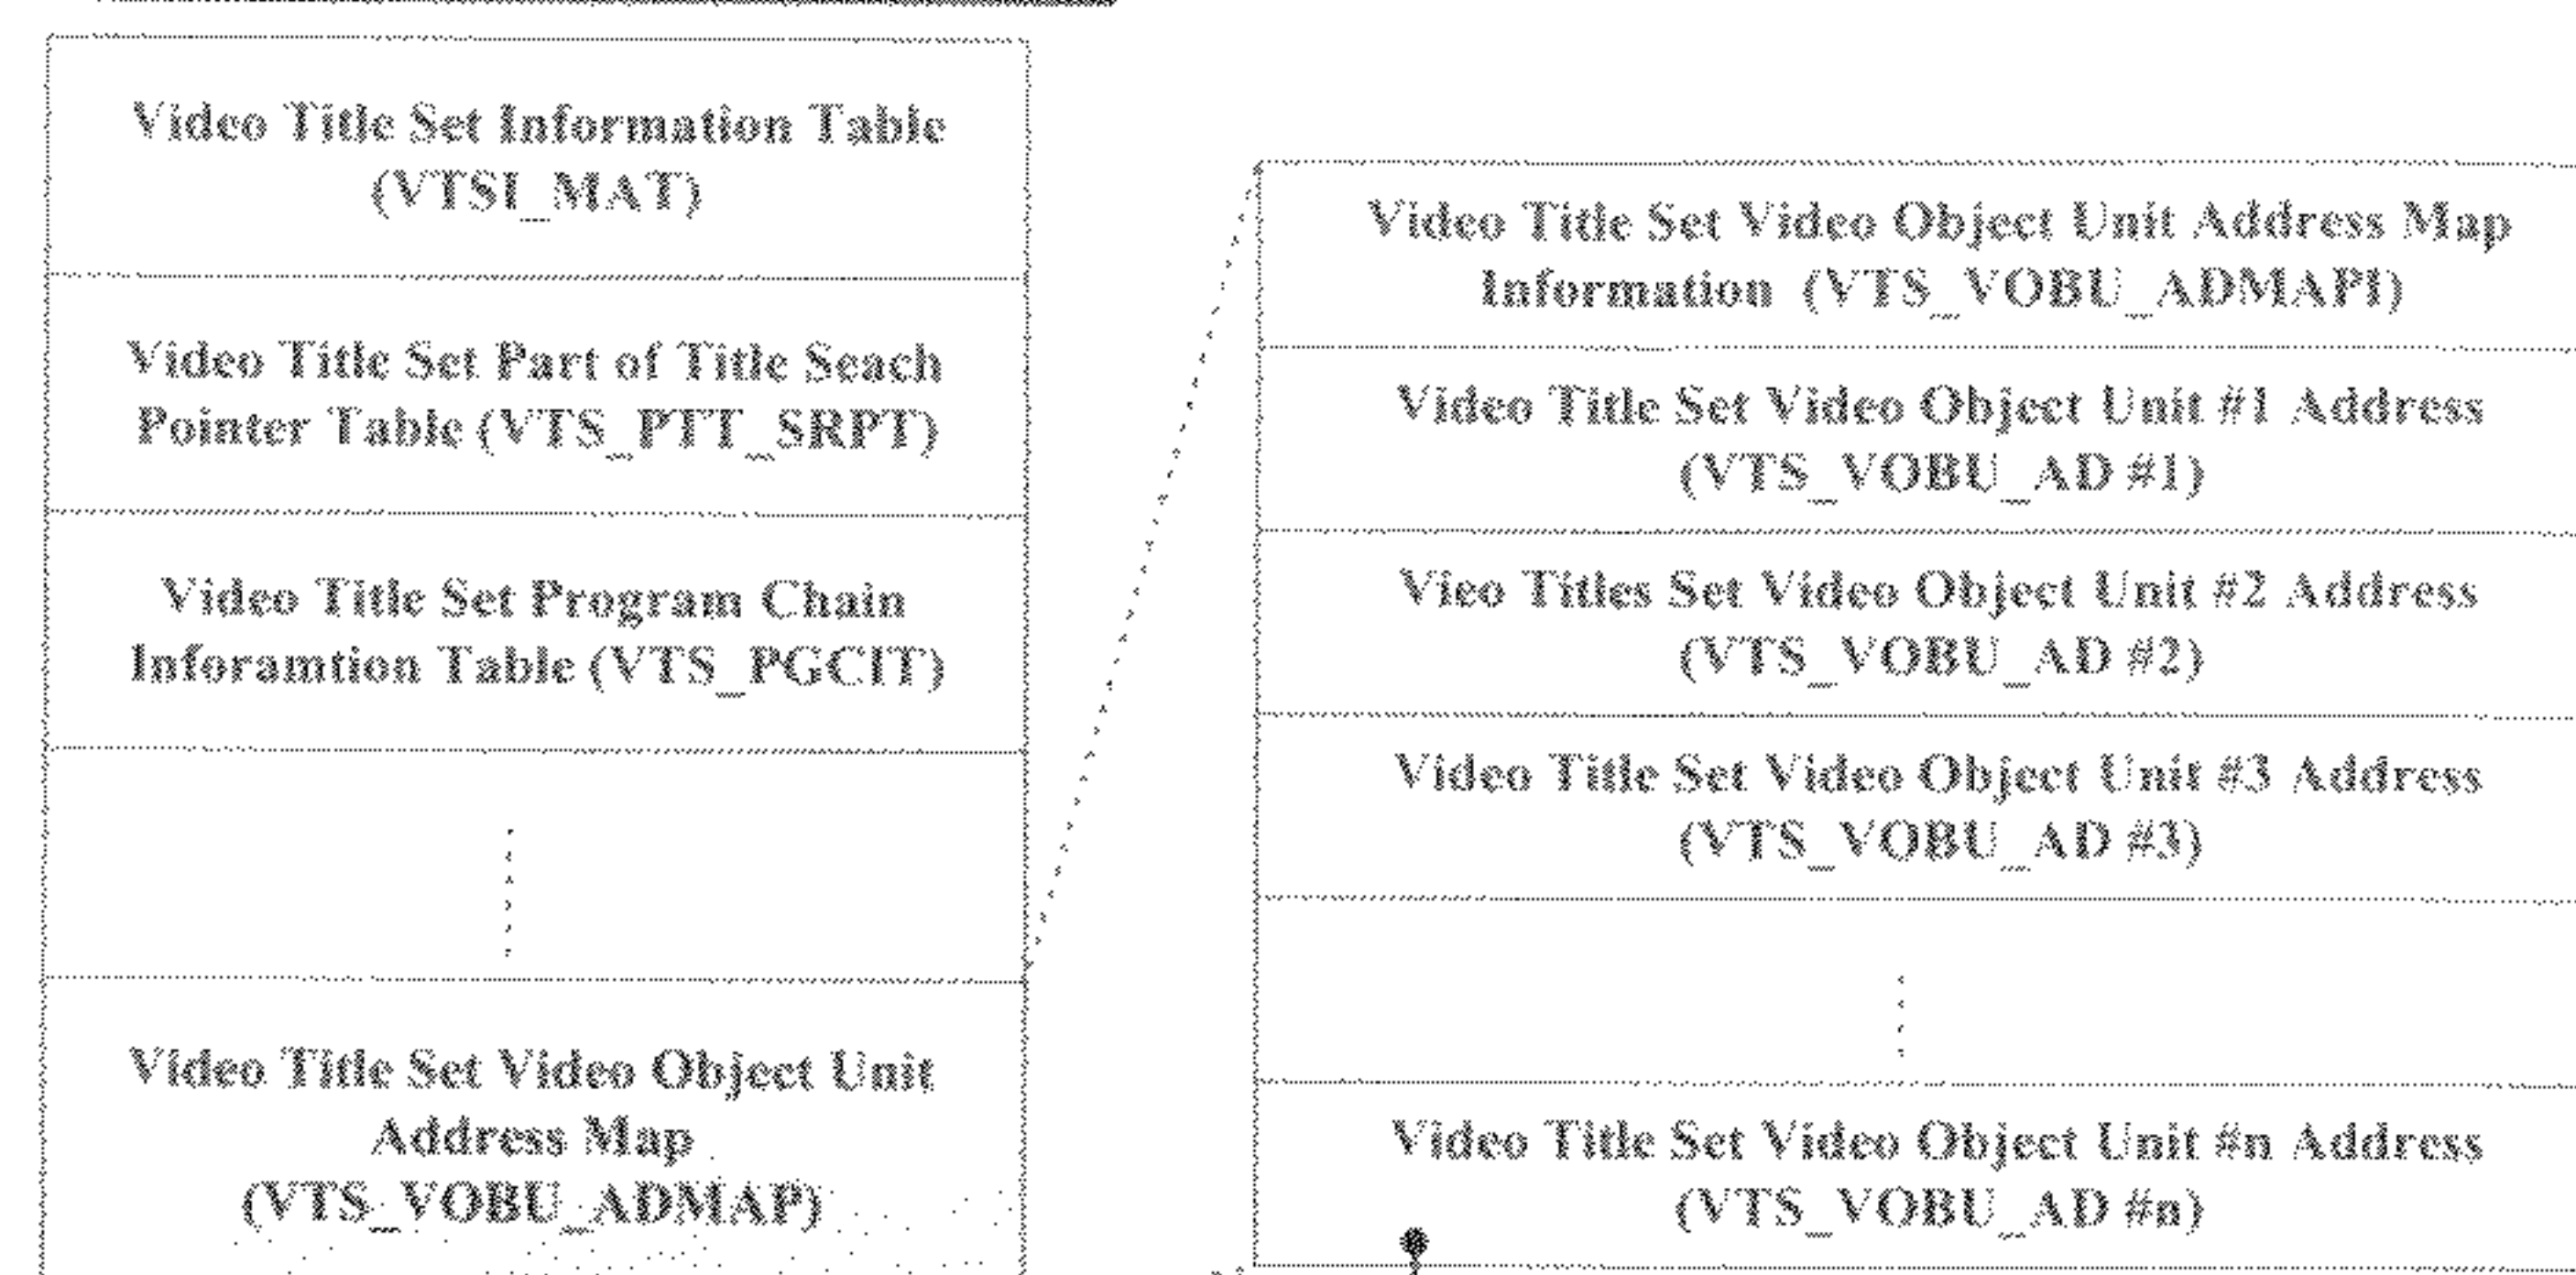 Video Title Set Information Table
(VTSI_MAT)
Video Title Set Part of Title Seach
Pointer Table (VTS_PTT_SRPT)
Video Title Set Program Chain
Inforamtion Table (VTS_PGCIT)
Video Title Set Video Object Unit
Address Map
(VTS_VOBU_ADMAP)
Video Title Set Video Object Unit Address Map
Information (VTS_VOBU_ADMAPI)
Video Title Set Video Object Unit #1 Address
(VTS_VOBU_AD #1)
Vieo Titles Set Video Object Unit #2 Address
(VTS_VOBU_AD #2)
Video Title Set Video Object Unit #3 Address
(VTS_VOBU_AD #3)
Video Title Set Video Object Unit #n Address
(VTS_VOBU_AD #n)